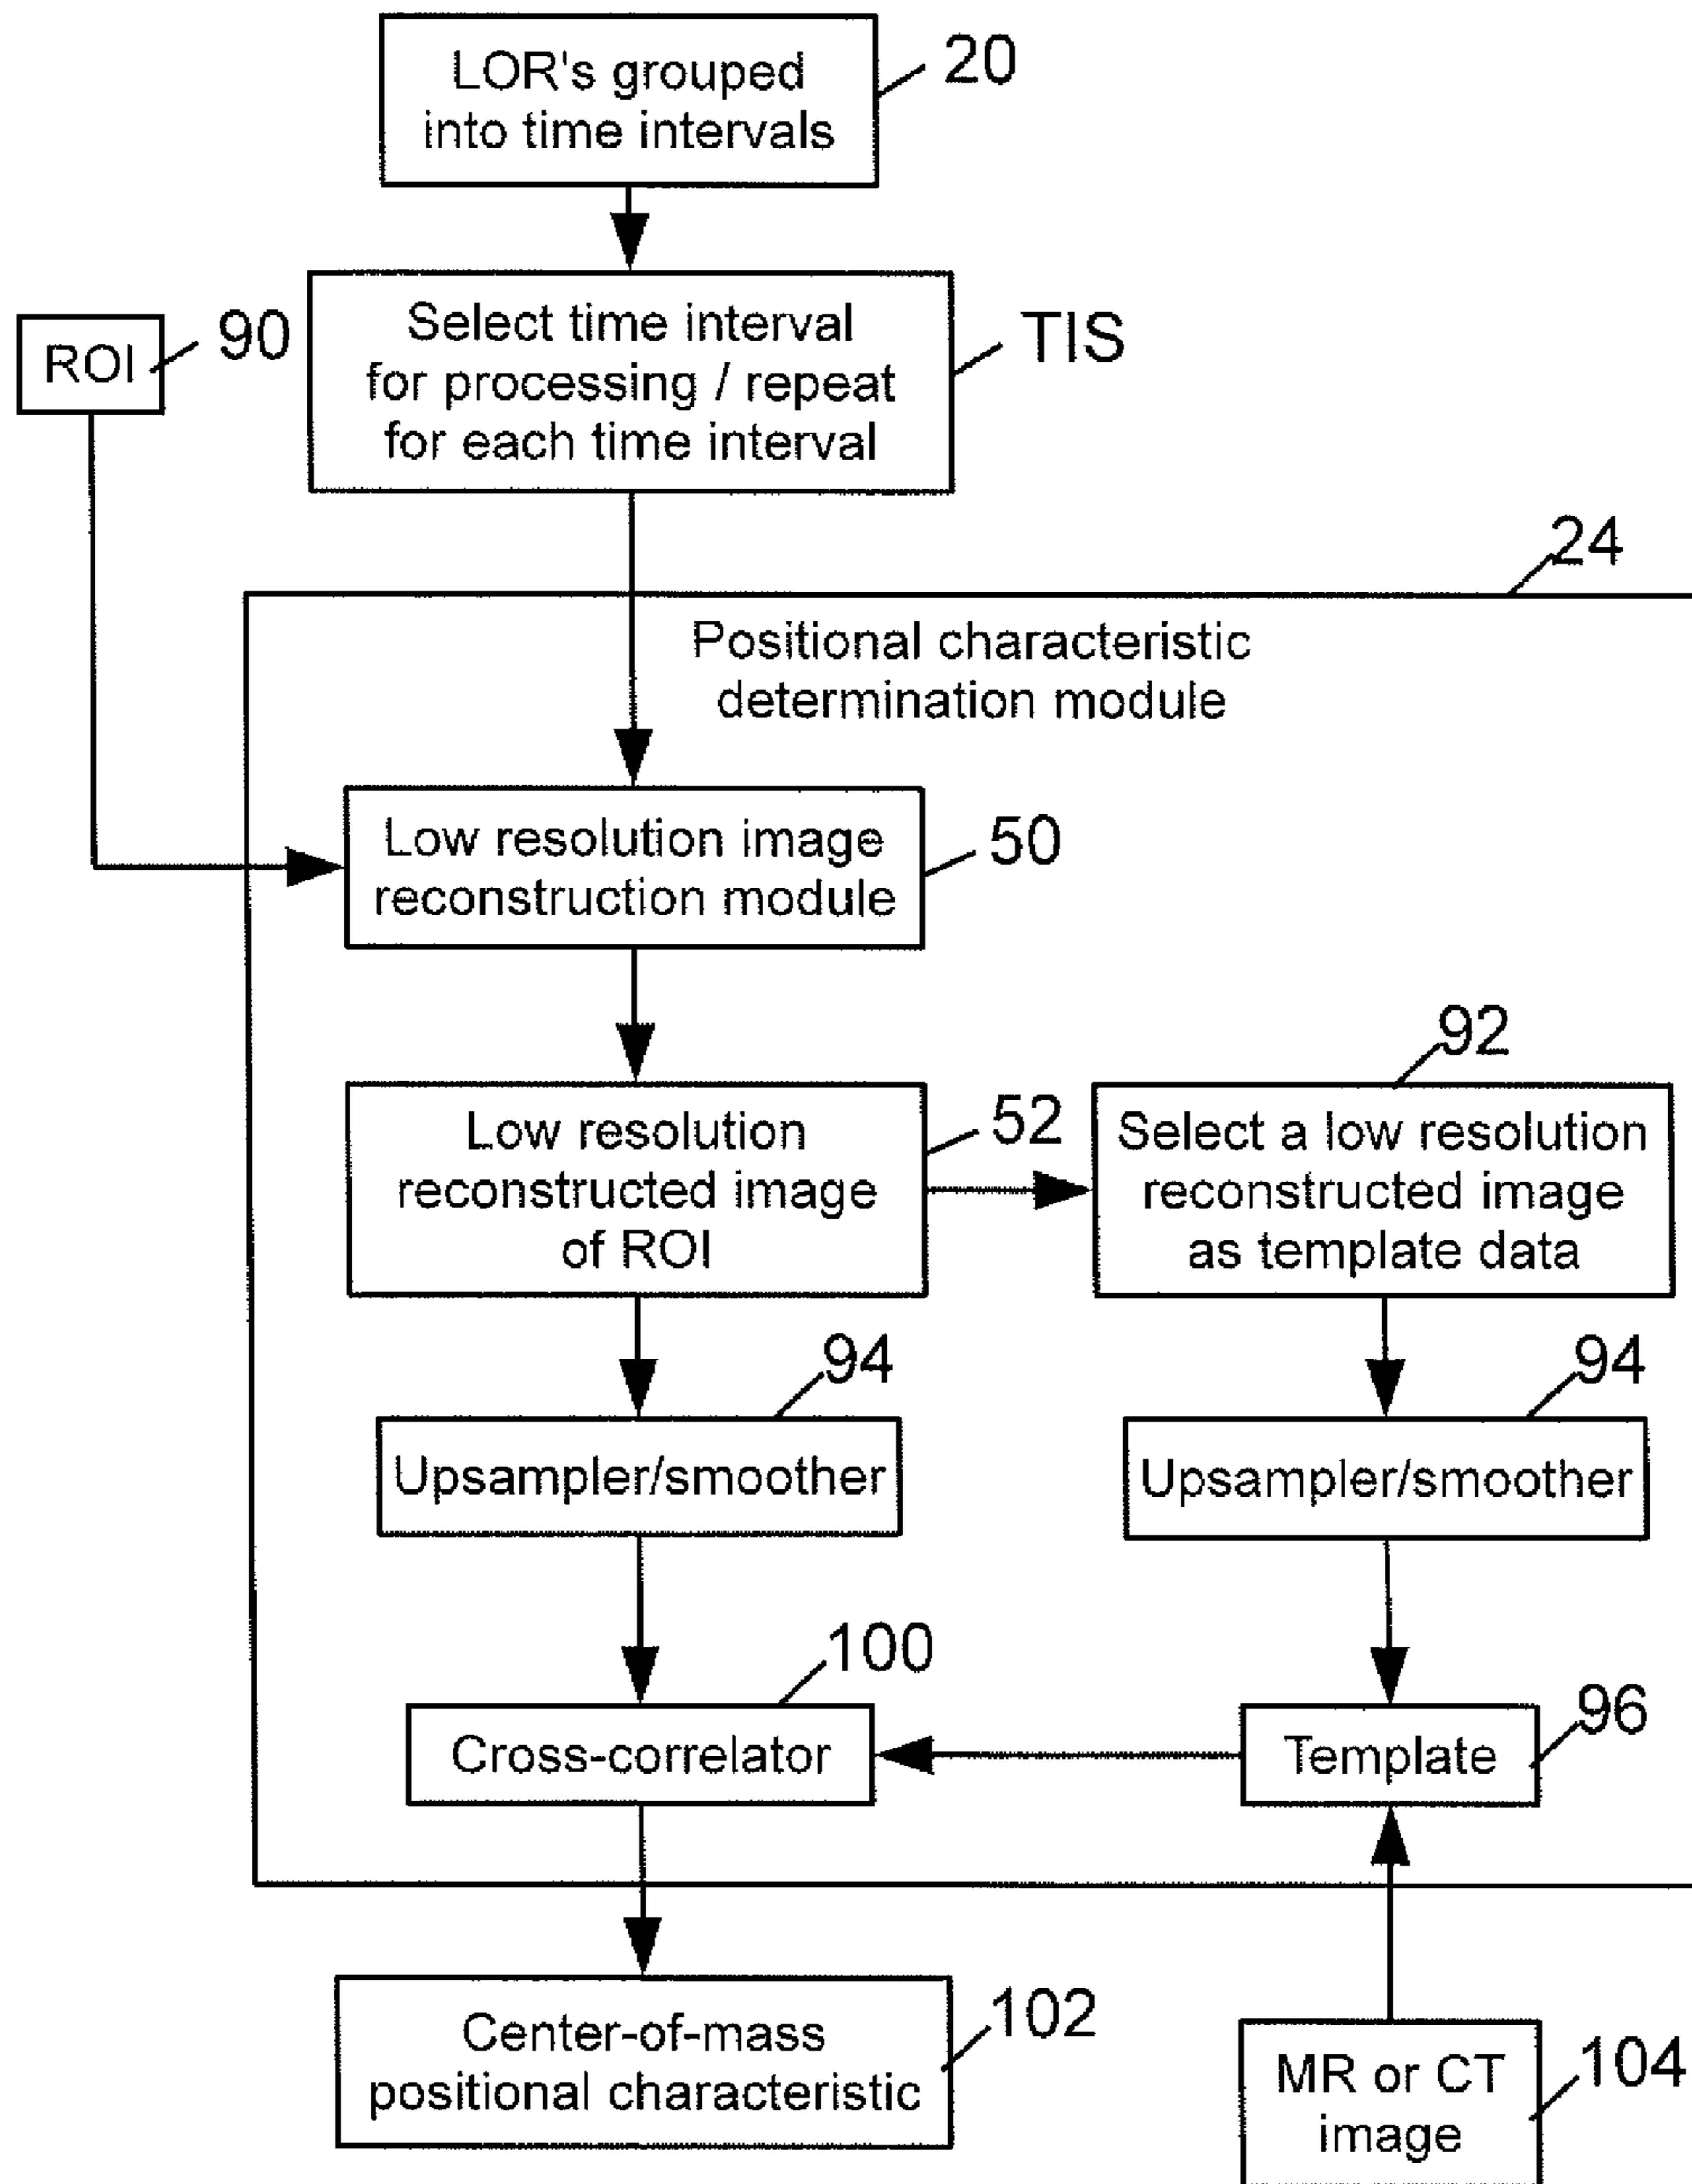 LOR's grouped
into time intervals
20
Select time interval
for processing / repeat
for each time interval
TIS
ROI
90
24
Positional characteristic
determination module
Low resolution image
reconstruction module
50
Low resolution
reconstructed image
of ROI
52
92
Select a low resolution
reconstructed image
as template data
94
Upsampler/smoother
94
Upsampler/smoother
100
Cross-correlator
96
Template
Center-of-mass
positional characteristic
102
MR or CT
image
104